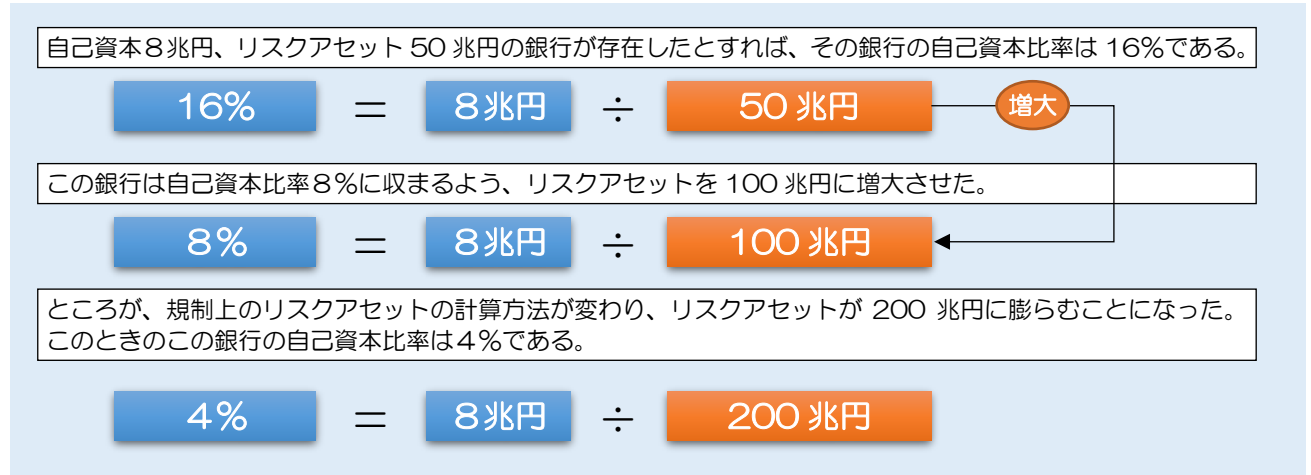 自己資本８兆円、リスクアセット 50 兆円の銀行が存在したとすれば、その銀行の自己資本比率は 16%である。
16% ＝ ８兆円 ÷ 50 兆円 増大
この銀行は自己資本比率８%に収まるよう、リスクアセットを 100 兆円に増大させた。
８% ＝ ８兆円 ÷ 100 兆円
ところが、規制上のリスクアセットの計算方法が変わり、リスクアセットが 200 兆円に膨らむことになった。
このときのこの銀行の自己資本比率は４%である。
４% ＝ ８兆円 ÷ 200 兆円